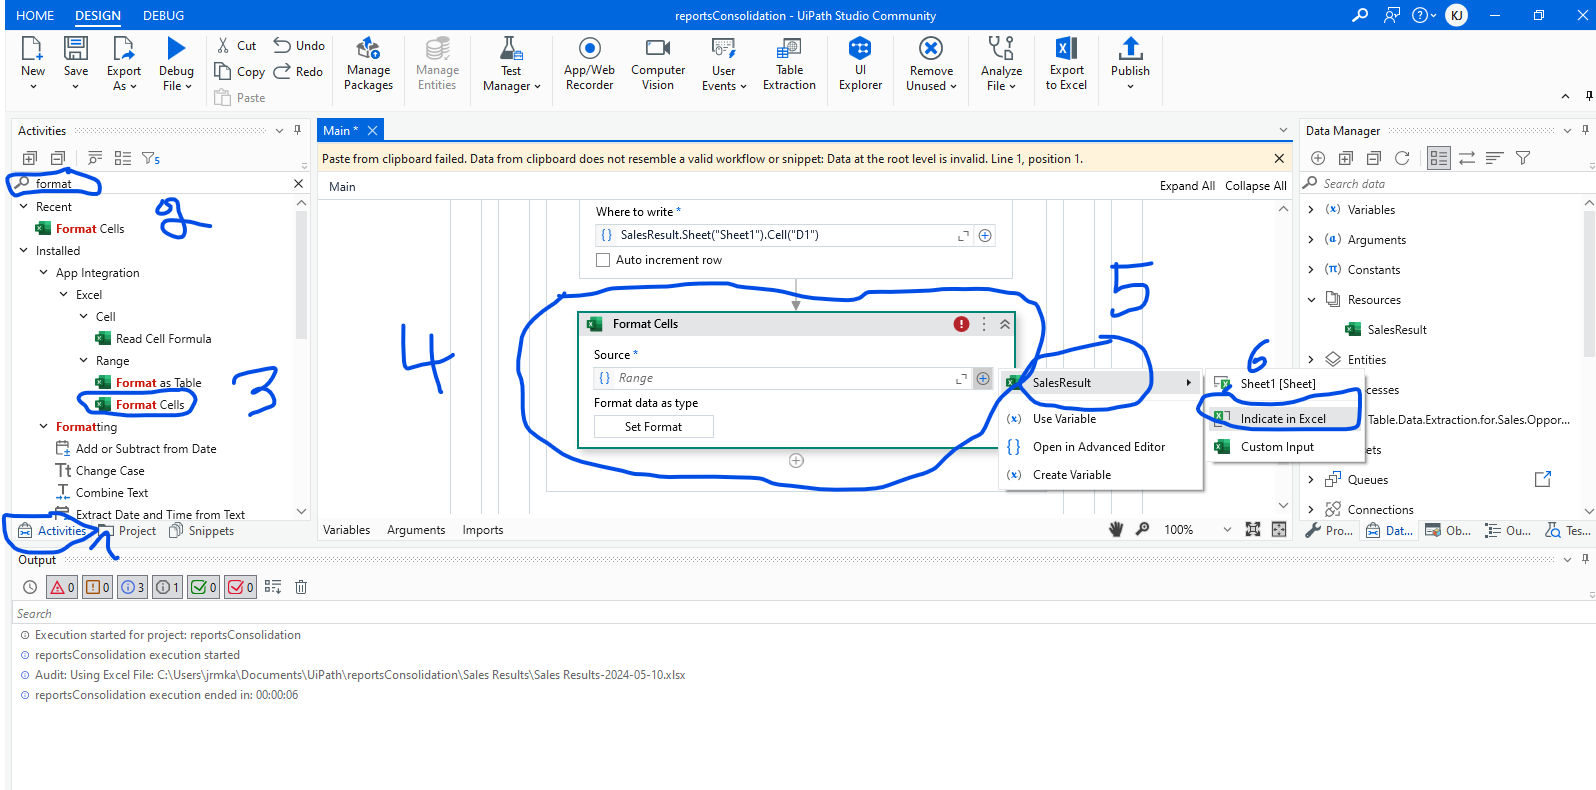 HOME DESIGN DEBUG reportsConsolidation - UiPath Studio Community KJ
New Save Export As Debug File Cut Copy Paste Undo Redo Manage Packages Manage Entities Test Manager App/Web Recorder Computer Vision User Events Table Extraction UI Explorer Remove Unused Analyze File Export to Excel Publish
Activities
5
format
2
Recent
Format Cells
Installed
App Integration
Excel
Cell
Read Cell Formula
Range
Format as Table
Format Cells
3
Formatting
Add or Subtract from Date
Change Case
Combine Text
Extract Date and Time from Text
Activities Project Snippets
1
Main *
Paste from clipboard failed. Data from clipboard does not resemble a valid workflow or snippet: Data at the root level is invalid. Line 1, position 1.
Main Expand All Collapse All
Where to write *
{} SalesResult.Sheet("Sheet1").Cell("D1")
Auto increment row
5
4
Format Cells
Source *
{} Range
Format data as type
Set Format
SalesResult
(x) Use Variable
{} Open in Advanced Editor
(x) Create Variable
6
Sheet1 [Sheet]
Indicate in Excel
Custom Input
Variables Arguments Imports 100%
Data Manager
Search data
(x) Variables
(a) Arguments
(π) Constants
Resources
SalesResult
Entities
cesses
Table.Data.Extraction.for.Sales.Oppor...
ets
Queues
Connections
Pro... Dat... Ob... Ou... Tes...
Output
0 0 3 1 0 0
Search
Execution started for project: reportsConsolidation
reportsConsolidation execution started
Audit: Using Excel File: C:\Users\jrmka\Documents\UiPath\reportsConsolidation\Sales Results\Sales Results-2024-05-10.xlsx
reportsConsolidation execution ended in: 00:00:06